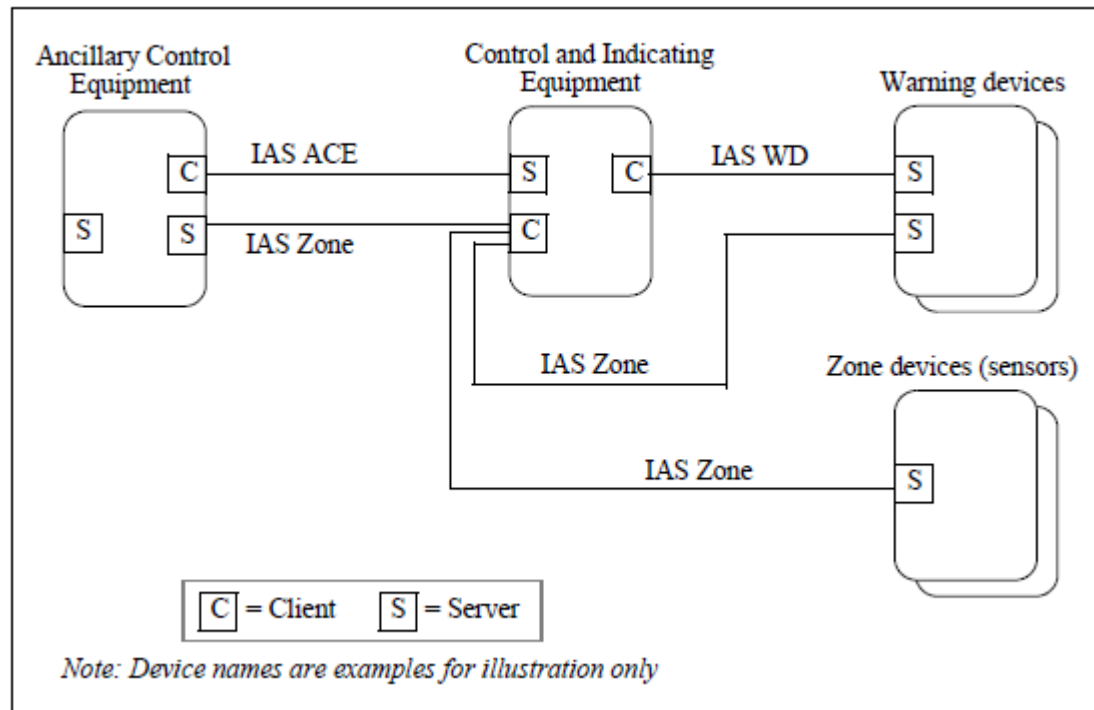 Ancillary Control
Equipment
Control and Indicating
Equipment
Warning devices
C
IAS ACE
S
C
IAS WD
S
S
S
IAS Zone
C
S
IAS Zone
Zone devices (sensors)
IAS Zone
S
C = Client S = Server
Note: Device names are examples for illustration only